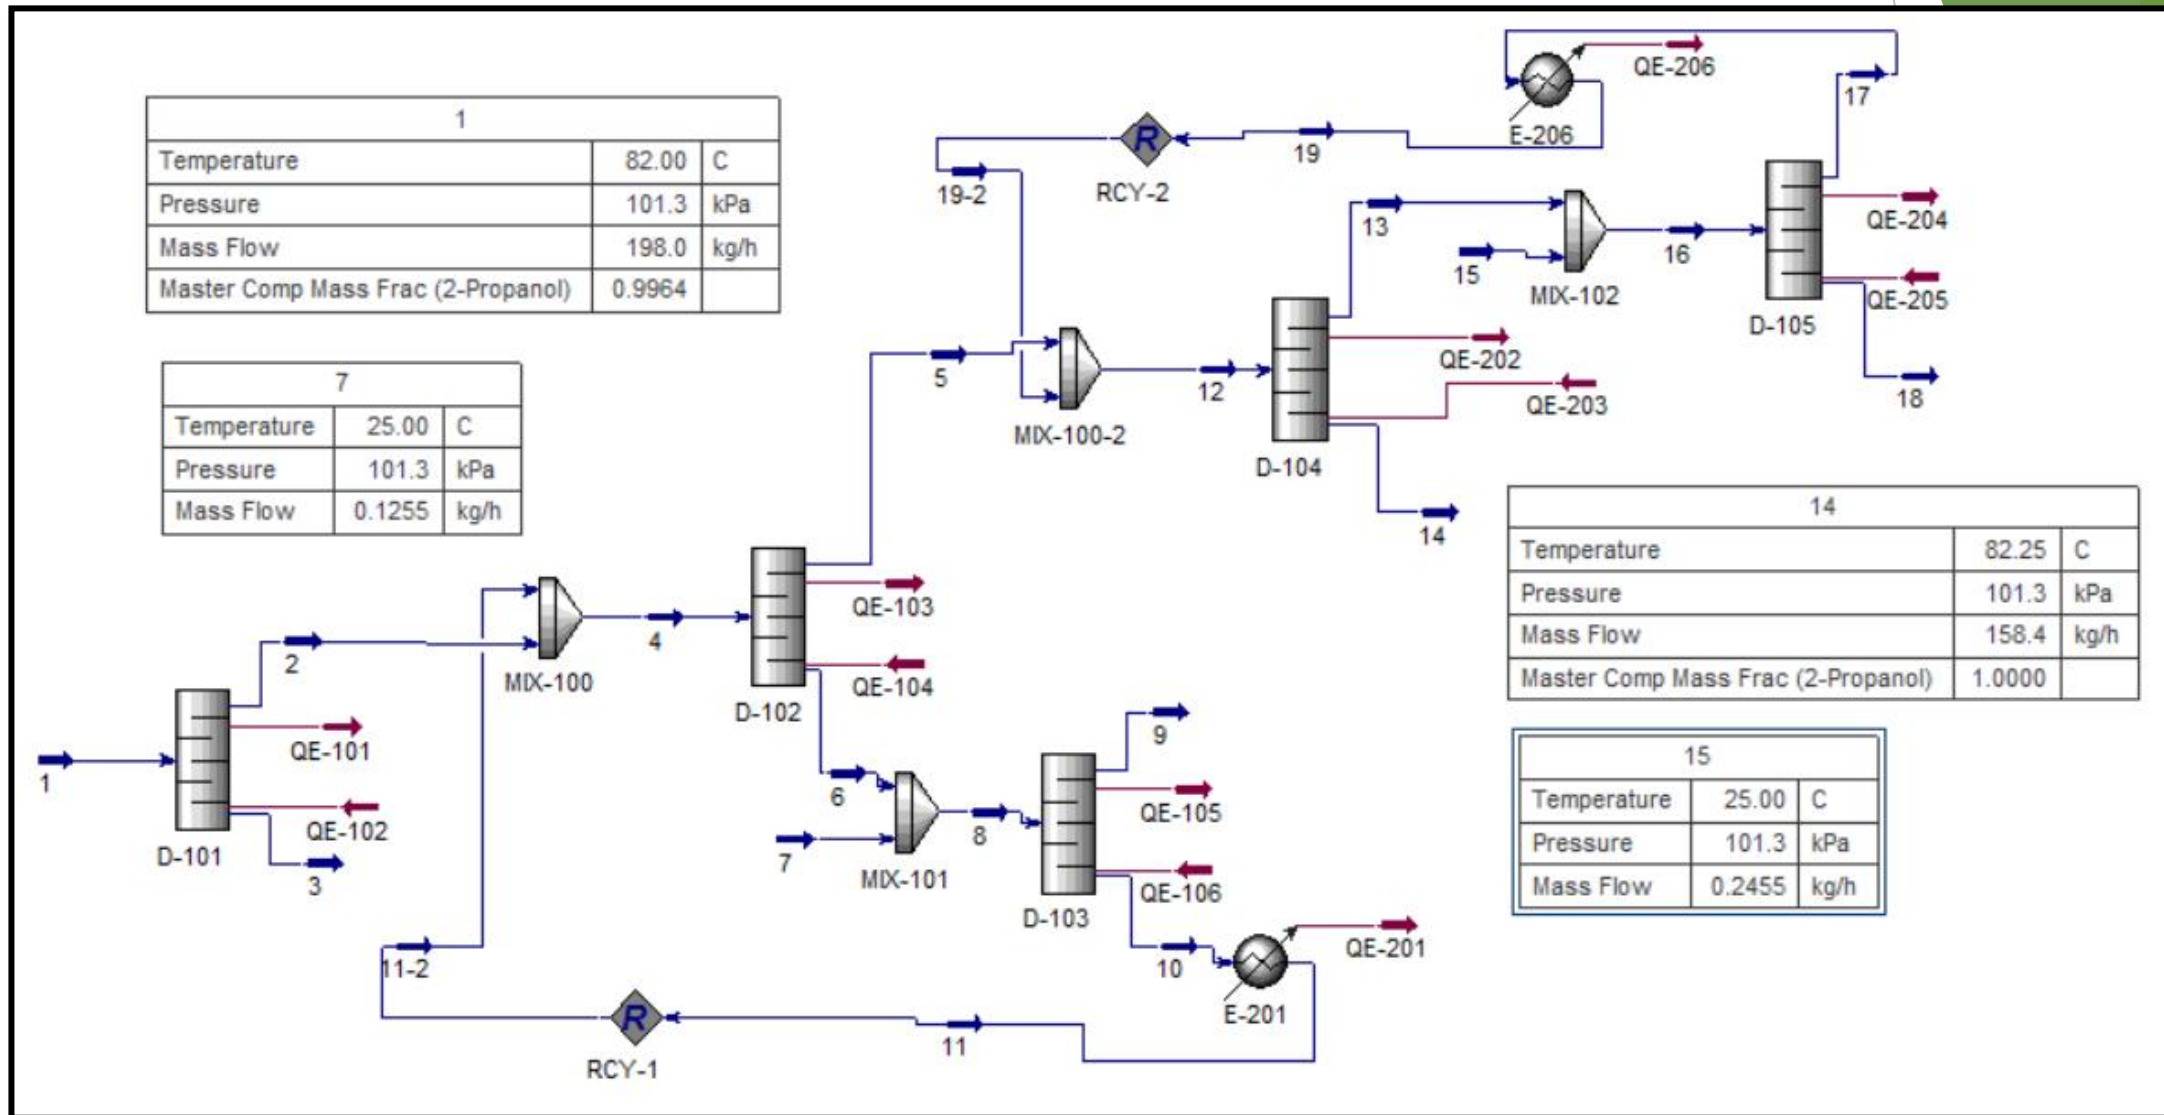 1
Temperature 82.00 C
Pressure 101.3 kPa
Mass Flow 198.0 kg/h
Master Comp Mass Frac (2-Propanol) 0.9964
7
Temperature 25.00 C
Pressure 101.3 kPa
Mass Flow 0.1255 kg/h
QE-206
17
E-206
R
19
RCY-2
19-2
13
QE-204
15
16
MIX-102
QE-205
D-105
18
5
QE-202
12
QE-203
MIX-100-2
D-104
14
14
Temperature 82.25 C
Pressure 101.3 kPa
Mass Flow 158.4 kg/h
Master Comp Mass Frac (2-Propanol) 1.0000
15
Temperature 25.00 C
Pressure 101.3 kPa
Mass Flow 0.2455 kg/h
QE-103
4
2
MIX-100
QE-104
D-102
QE-101
1
QE-102
D-101
3
9
6
QE-105
8
7
MIX-101
QE-106
D-103
QE-201
10
11-2
E-201
R
11
RCY-1